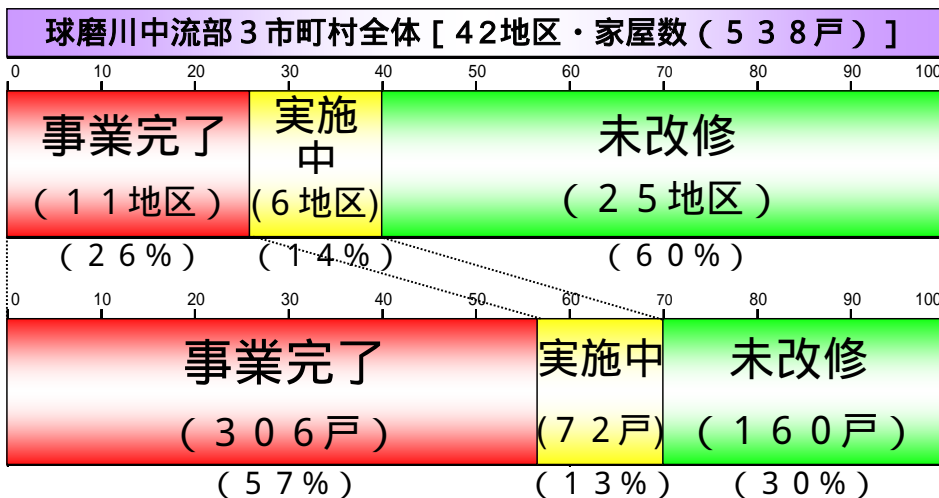 球磨川中流部３市町村全体［４２地区・家屋数（５３８戸）］
0 10 20 30 40 50 60 70 80 90 100
事業完了 実施中 未改修
（１１地区） (６地区) （２５地区）
（２６％） （１４％） （６０％）
0 10 20 30 40 50 60 70 80 90 100
事業完了 実施中 未改修
（３０６戸） (７２戸) （１６０戸）
（５７％） （１３％） （３０％）